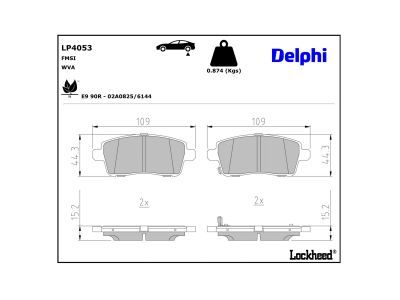 LP4053
FMSI
WVA
E9 90R - 02A0825/6144
0.874 (Kgs)
Delphi
109
109
44.3
44.3
2x
2x
15.2
15.2
Lockheed®